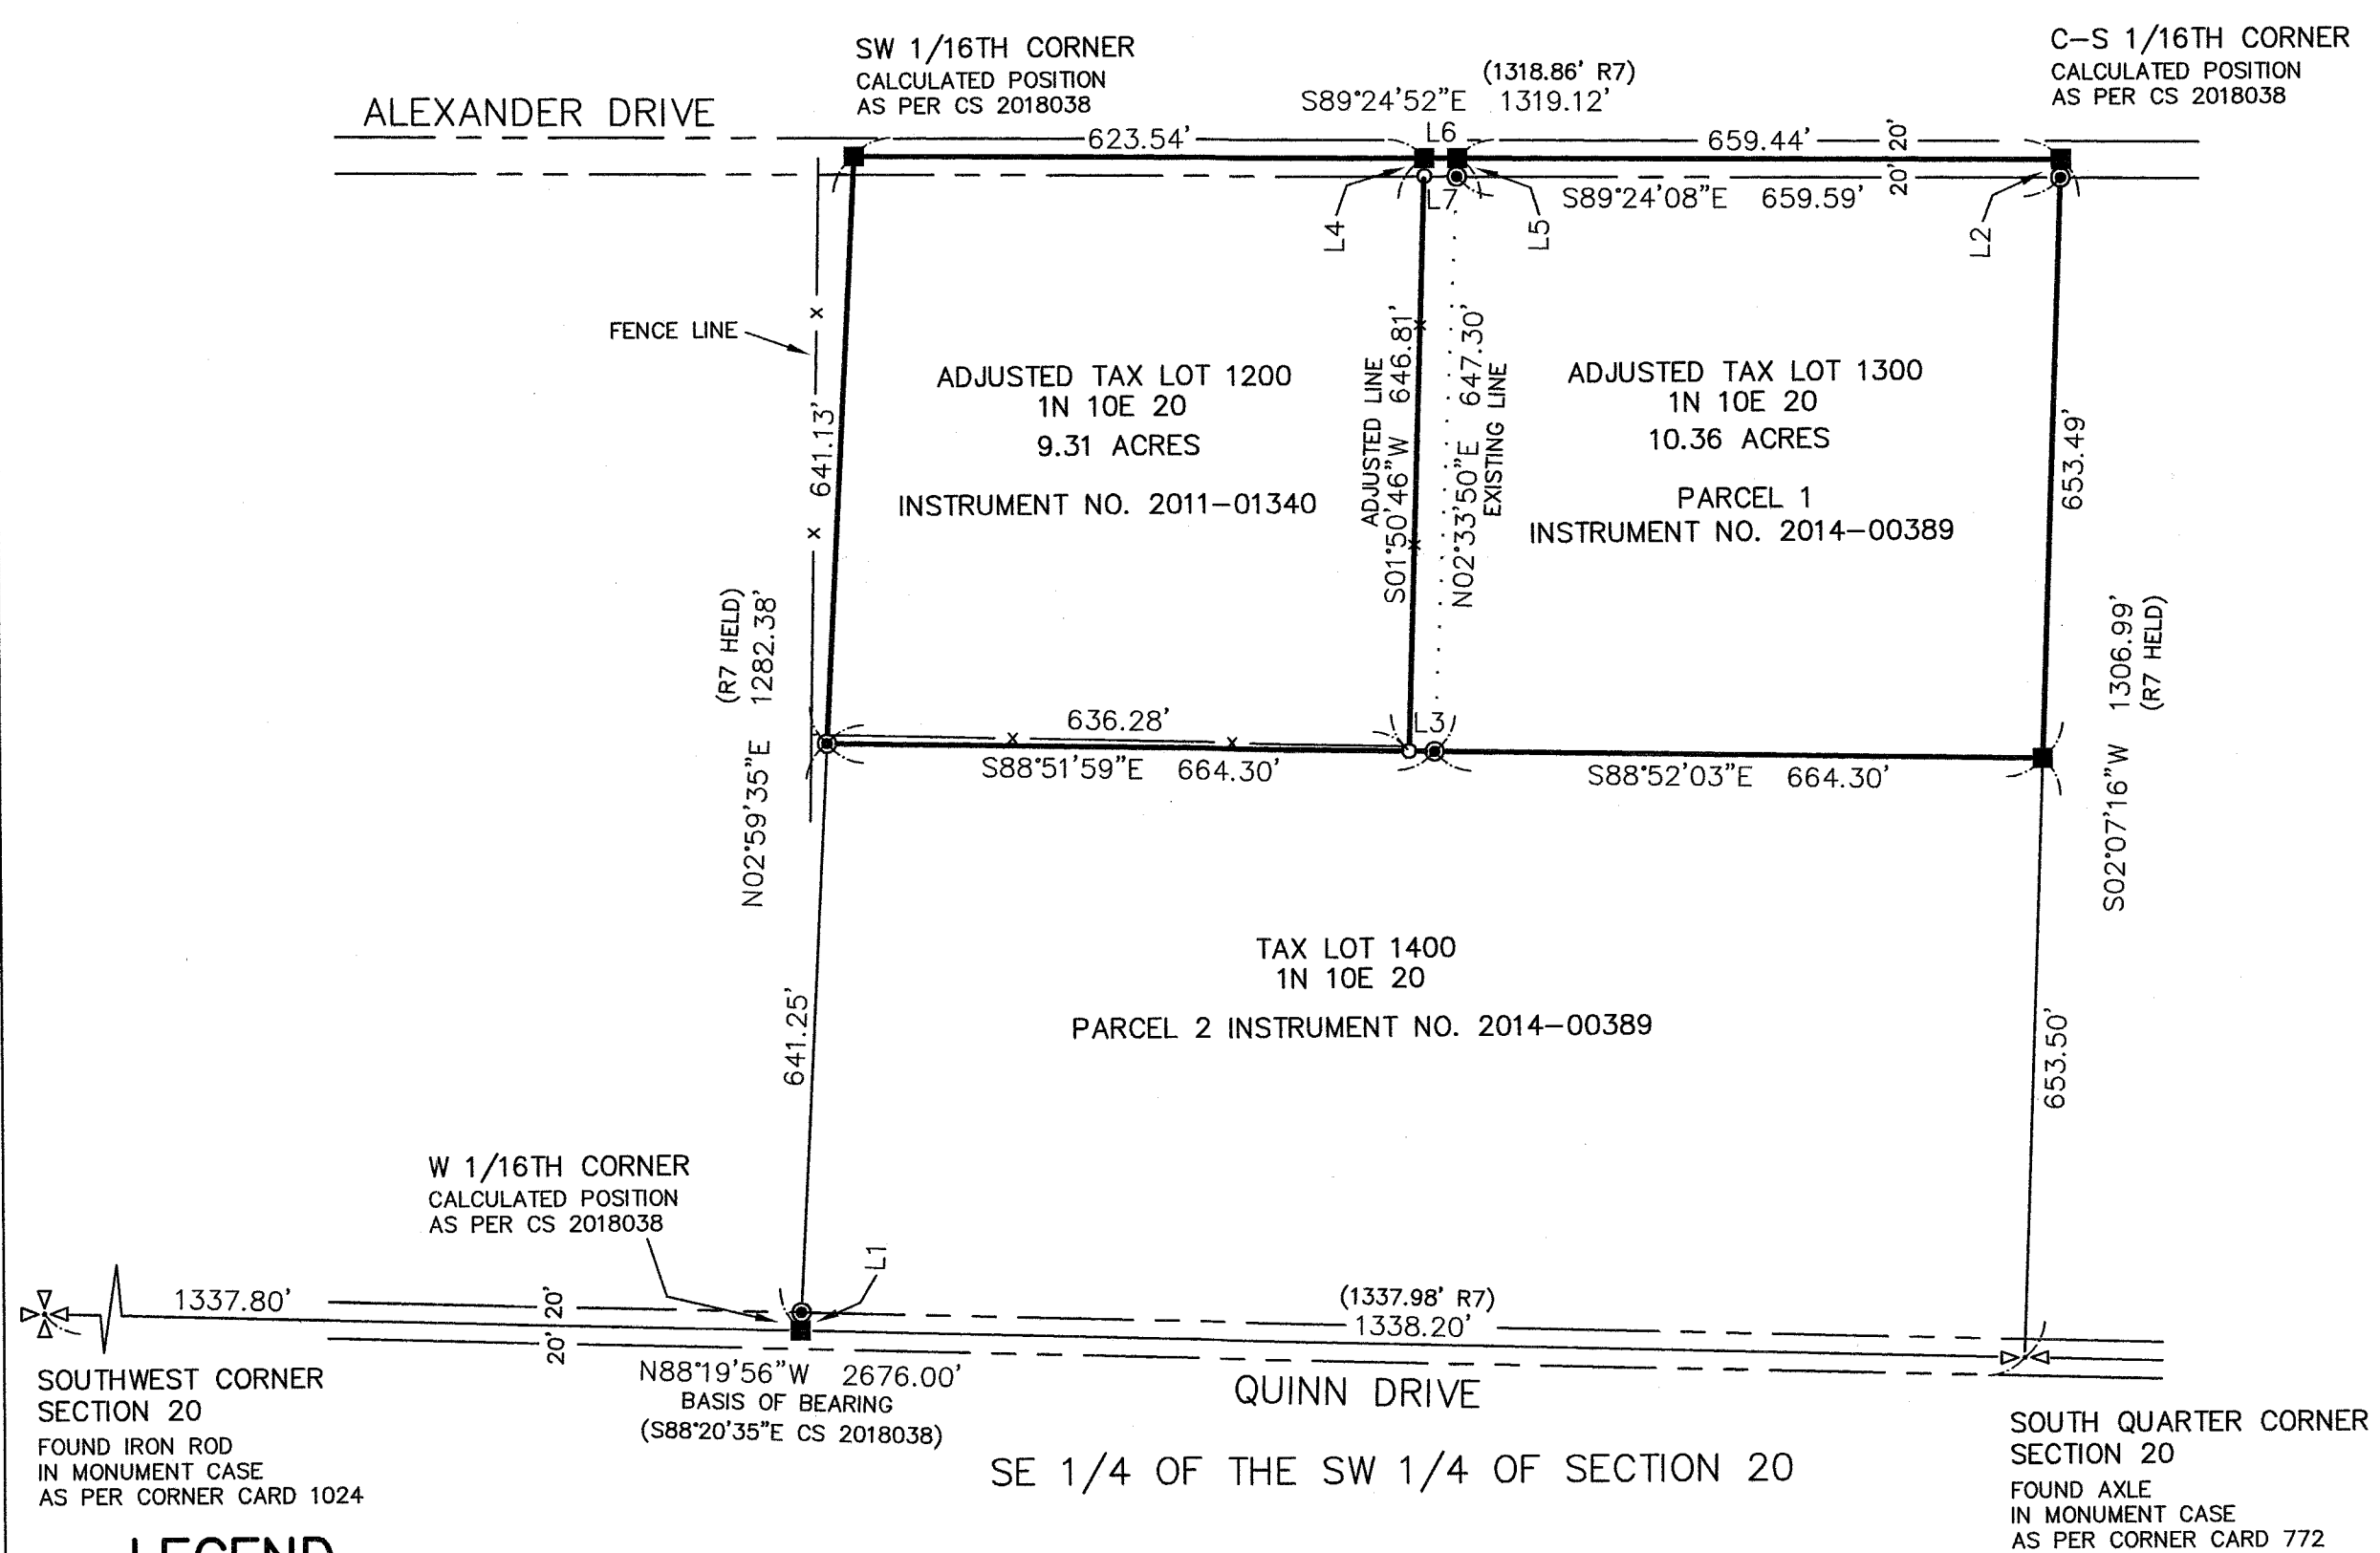 SW 1/16TH CORNER
CALCULATED POSITION
AS PER CS 2018038
C-S 1/16TH CORNER
CALCULATED POSITION
AS PER CS 2018038
ALEXANDER DRIVE
(1318.86' R7)
S89°24'52"E 1319.12'
623.54'
L6
659.44'
20'
20'
L7
S89°24'08"E 659.59'
L4
L5
L2
FENCE LINE
x
x
641.13'
ADJUSTED TAX LOT 1200
1N 10E 20
9.31 ACRES
INSTRUMENT NO. 2011-01340
ADJUSTED LINE
S01°50'46"W 646.81'
x
x
N02°33'50"E 647.30'
EXISTING LINE
ADJUSTED TAX LOT 1300
1N 10E 20
10.36 ACRES
PARCEL 1
INSTRUMENT NO. 2014-00389
653.49'
(R7 HELD)
N02°59'35"E 1282.38'
S02°07'16"W 1306.99'
(R7 HELD)
636.28'
x
x
L3
S88°51'59"E 664.30'
S88°52'03"E 664.30'
TAX LOT 1400
1N 10E 20
PARCEL 2 INSTRUMENT NO. 2014-00389
641.25'
653.50'
W 1/16TH CORNER
CALCULATED POSITION
AS PER CS 2018038
L1
1337.80'
20'
20'
(1337.98' R7)
1338.20'
N88°19'56"W 2676.00'
BASIS OF BEARING
(S88°20'35"E CS 2018038)
QUINN DRIVE
SOUTHWEST CORNER
SECTION 20
FOUND IRON ROD
IN MONUMENT CASE
AS PER CORNER CARD 1024
SE 1/4 OF THE SW 1/4 OF SECTION 20
SOUTH QUARTER CORNER
SECTION 20
FOUND AXLE
IN MONUMENT CASE
AS PER CORNER CARD 772
LEGEND